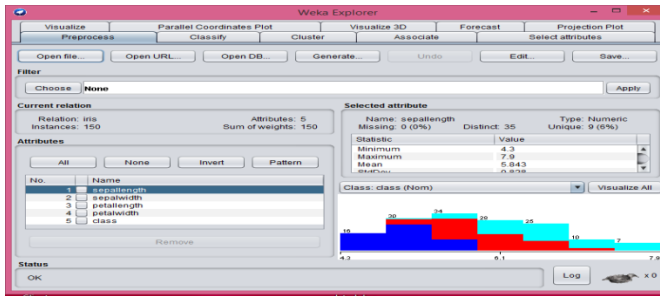 Weka Explorer
Visualize Parallel Coordinates Plot Visualize 3D Forecast Projection Plot
Preprocess Classify Cluster Associate Select attributes
Open file... Open URL... Open DB... Generate... Undo Edit... Save...
Filter
Choose None Apply
Current relation
Relation: iris Attributes: 5
Instances: 150 Sum of weights: 150
Attributes
All None Invert Pattern
No. Name
1 sepallength
2 sepalwidth
3 petallength
4 petalwidth
5 class
Remove
Selected attribute
Name: sepallength Type: Numeric
Missing: 0 (0%) Distinct: 35 Unique: 9 (6%)
Statistic Value
Minimum 4.3
Maximum 7.9
Mean 5.843
StdDev 0.828
Class: class (Nom) Visualize All
16 30 34 28 25 10 7
4.3 6.1 7.9
Status
OK Log x 0